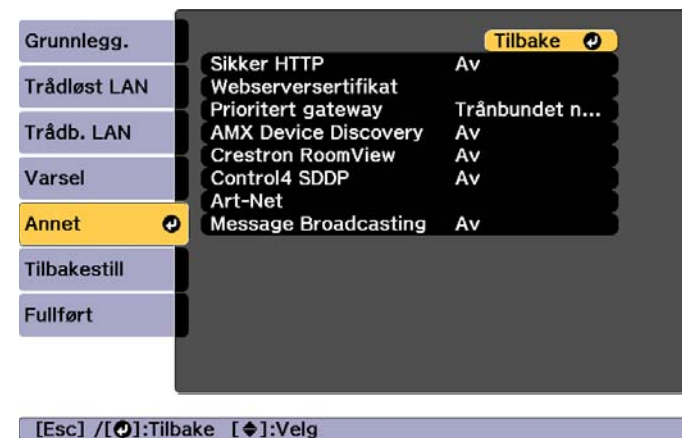 Grunnlegg.
Trådløst LAN
Trådb. LAN
Varsel
Annet
Tilbakestill
Fullført
Tilbake
Sikker HTTP Av
Webserversertifikat
Prioritert gateway Trånbundet n...
AMX Device Discovery Av
Crestron RoomView Av
Control4 SDDP Av
Art-Net
Message Broadcasting Av
[Esc] /[]:Tilbake []:Velg